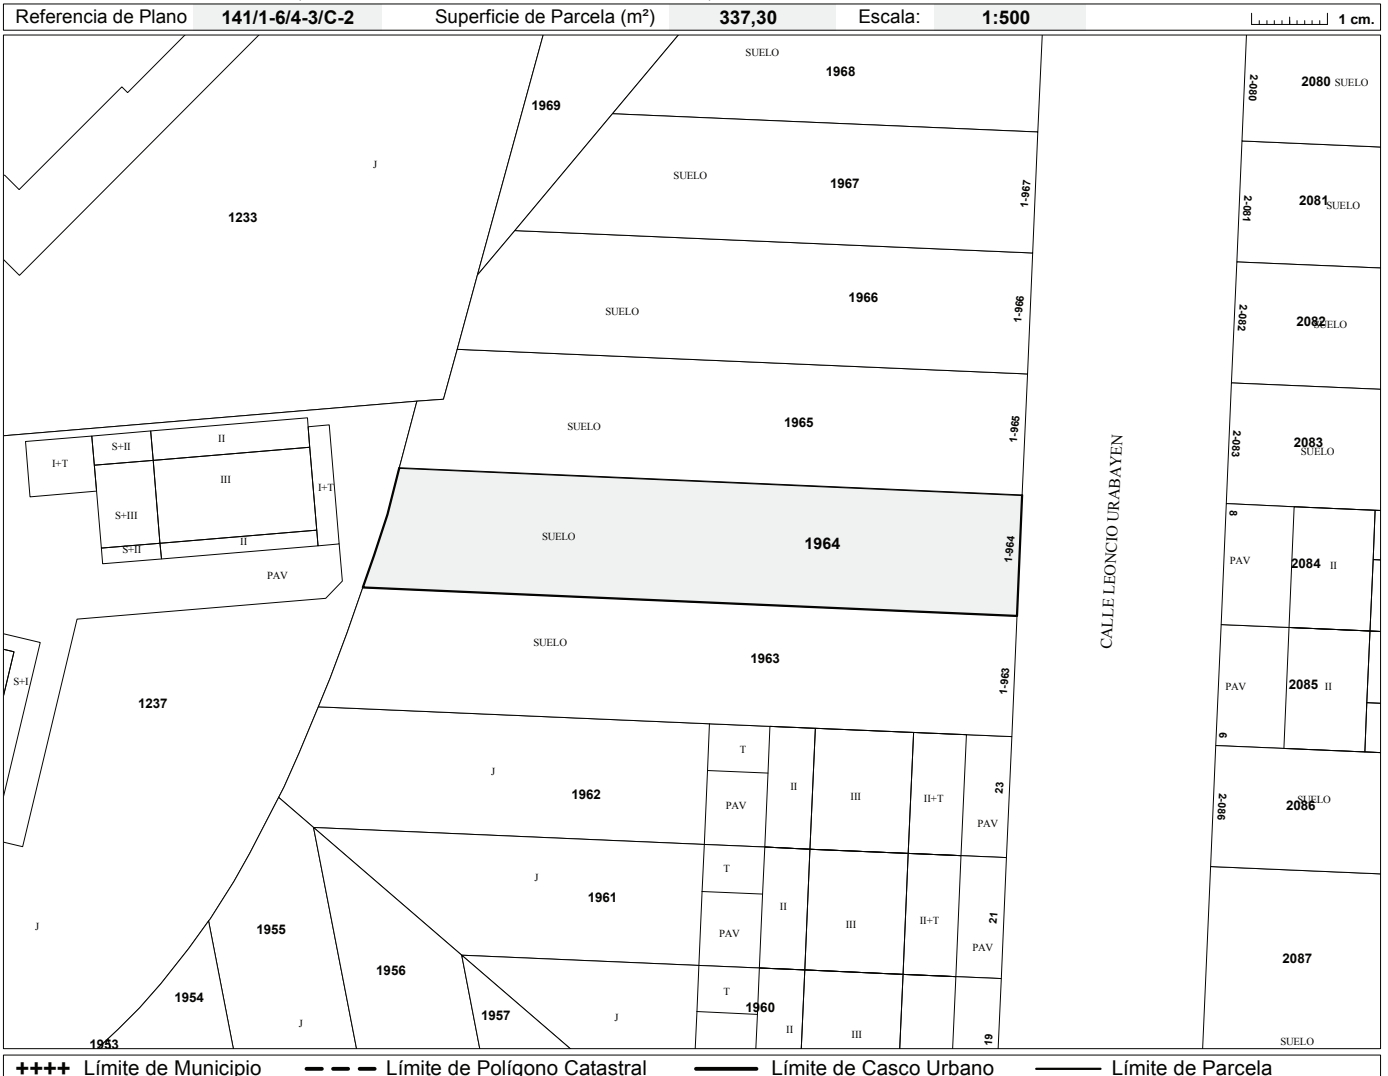 Referencia de Plano 141/1-6/4-3/C-2 Superficie de Parcela (m²) 337,30 Escala: 1:500 1 cm.
SUELO 1968
2-080 2080 SUELO
1969
J
SUELO 1967 1-967
2-081 2081 SUELO
1233
SUELO 1966 1-966
2-082 2082 SUELO
SUELO 1965 1-965
CALLE LEONCIO URABAYEN
2-083 2083 SUELO
I+T S+II II
III
I+T
S+III
S+II II
PAV
SUELO 1964 1-964
8 PAV 2084 II
SUELO 1963 1-963
PAV 2085 II
6
S+I
1237
J 1962 T PAV II III II+T 23 PAV
2-086 2086 SUELO
J 1961 T PAV II III II+T 21 PAV
J
1955
1956
2087
1954
J
1957
J
T 1960 II III 19
SUELO
1953
++++ Límite de Municipio Límite de Polígono Catastral Límite de Casco Urbano Límite de Parcela